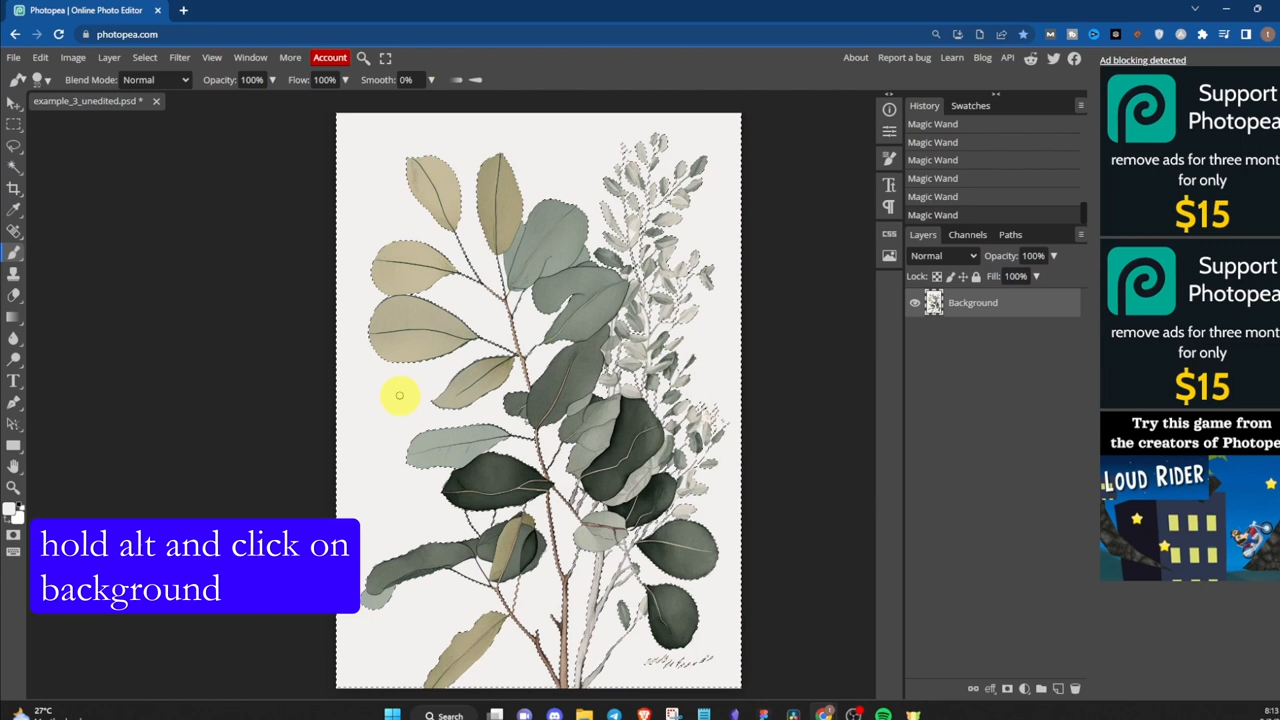 Photopea | Online Photo Editor
photopea.com
File Edit Image Layer Select Filter View Window More Account
About Report a bug Learn Blog API
Blend Mode: Normal Opacity: 100% Flow: 100% Smooth: 0%
example_3_unedited.psd *
History Swatches
Magic Wand
Magic Wand
Magic Wand
Magic Wand
Magic Wand
Magic Wand
Layers Channels Paths
Normal Opacity: 100%
Lock: Fill: 100%
Background
CSS
Ad blocking detected
Support
Photopea
remove ads for three mont
for only
$15
Support
Photopea
remove ads for three mont
for only
$15
Try this game from
the creators of Photope
LOUD RIDER
hold alt and click on
background
27°C
Search
8:13